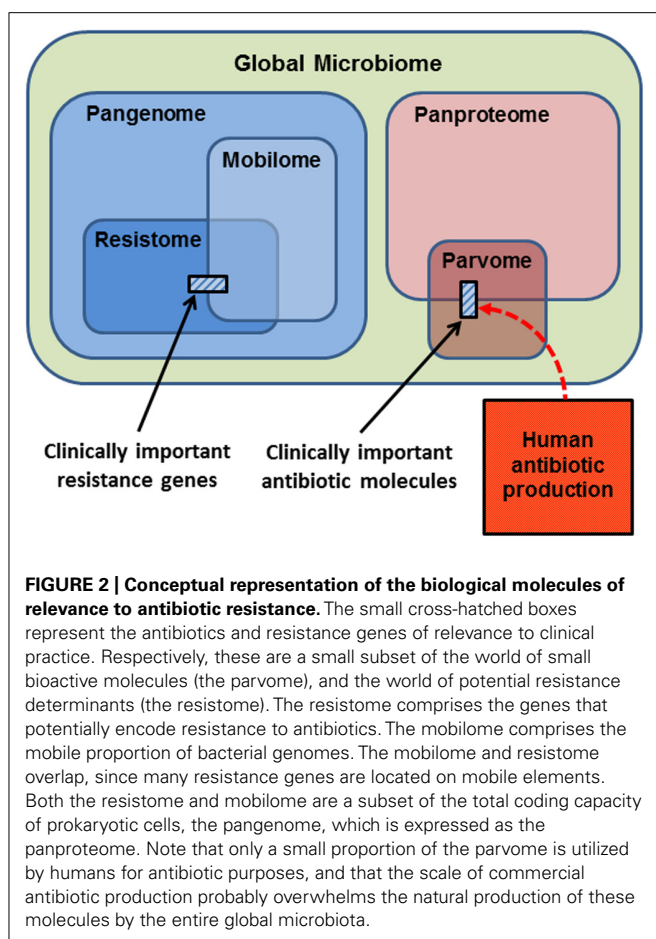 Global Microbiome
Pangenome
Panproteome
Mobilome
Resistome
Parvome
Clinically important
resistance genes
Clinically important
antibiotic molecules
Human
antibiotic
production
FIGURE 2 | Conceptual representation of the biological molecules of
relevance to antibiotic resistance. The small cross-hatched boxes
represent the antibiotics and resistance genes of relevance to clinical
practice. Respectively, these are a small subset of the world of small
bioactive molecules (the parvome), and the world of potential resistance
determinants (the resistome). The resistome comprises the genes that
potentially encode resistance to antibiotics. The mobilome comprises the
mobile proportion of bacterial genomes. The mobilome and resistome
overlap, since many resistance genes are located on mobile elements.
Both the resistome and mobilome are a subset of the total coding capacity
of prokaryotic cells, the pangenome, which is expressed as the
panproteome. Note that only a small proportion of the parvome is utilized
by humans for antibiotic purposes, and that the scale of commercial
antibiotic production probably overwhelms the natural production of these
molecules by the entire global microbiota.